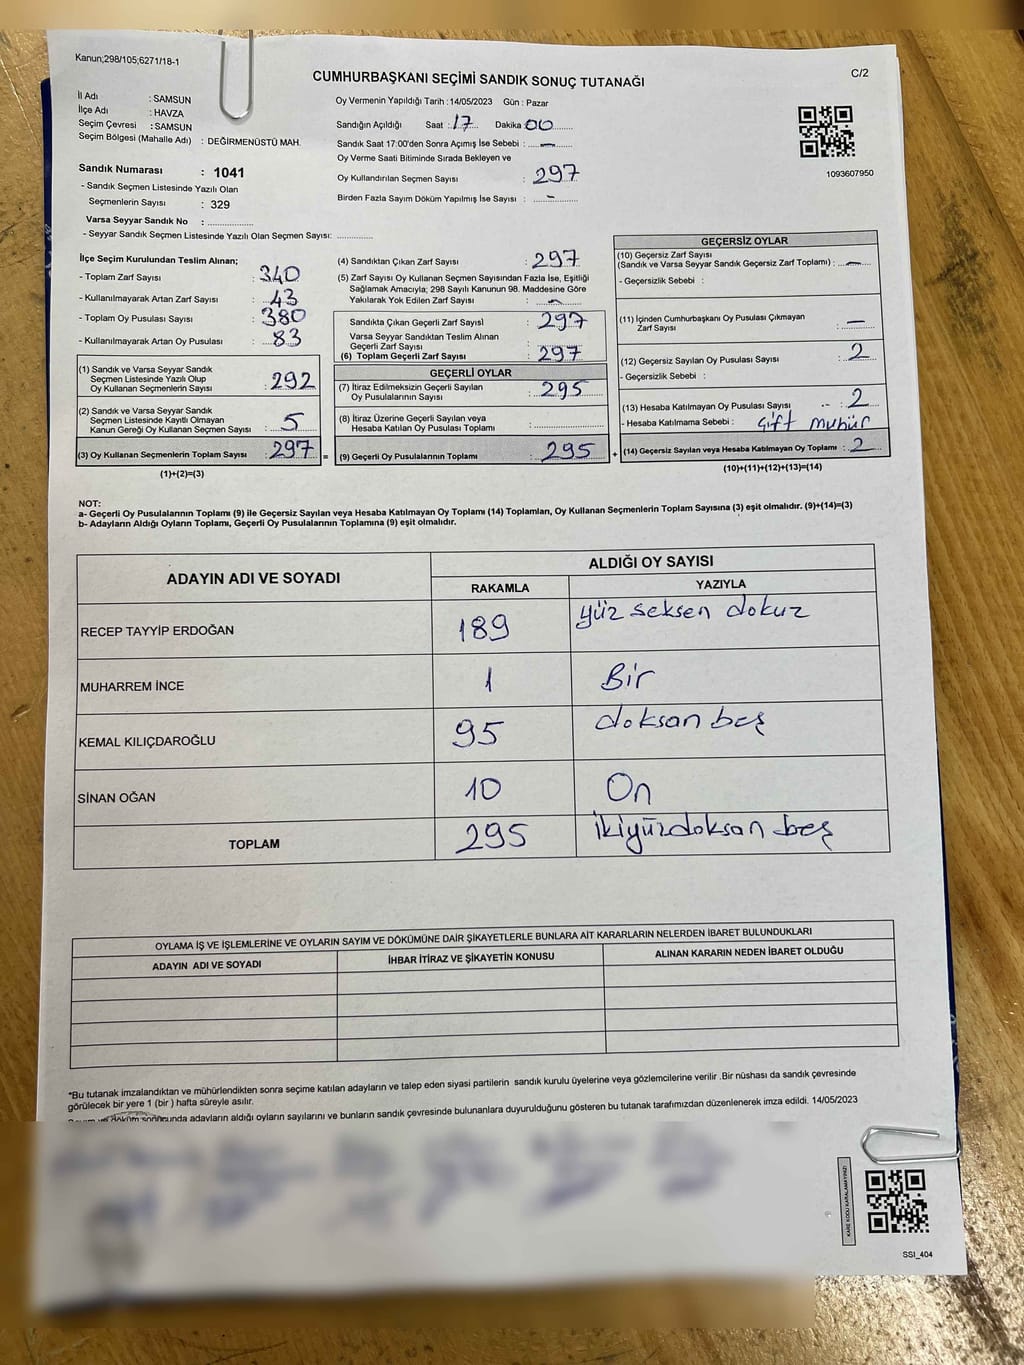 Kanun;298/105;6271/18-1
CUMHURBAŞKANI SEÇİMİ SANDIK SONUÇ TUTANAĞI
C/2
İl Adı : SAMSUN
İlçe Adı : HAVZA
Seçim Çevresi : SAMSUN
Seçim Bölgesi (Mahalle Adı) : DEĞİRMENÜSTÜ MAH.
Sandık Numarası : 1041
- Sandık Seçmen Listesinde Yazılı Olan
Seçmenlerin Sayısı : 329
Varsa Seyyar Sandık No : ................
- Seyyar Sandık Seçmen Listesinde Yazılı Olan Seçmen Sayısı: ............
Oy Vermenin Yapıldığı Tarih : 14/05/2023 Gün : Pazar
Sandığın Açıldığı Saat : 17 Dakika 00
Sandık Saat 17:00'den Sonra Açımış İse Sebebi : —
Oy Verme Saati Bitiminde Sırada Bekleyen ve
Oy Kullandırılan Seçmen Sayısı : 297
Birden Fazla Sayım Döküm Yapılmış İse Sayısı : -
1093607950
İlçe Seçim Kurulundan Teslim Alınan;
- Toplam Zarf Sayısı : 340
- Kullanılmayarak Artan Zarf Sayısı : 43
- Toplam Oy Pusulası Sayısı : 380
- Kullanılmayarak Artan Oy Pusulası : 83
(1) Sandık ve Varsa Seyyar Sandık
Seçmen Listesinde Yazılı Olup
Oy Kullanan Seçmenlerin Sayısı : 292
(2) Sandık ve Varsa Seyyar Sandık
Seçmen Listesinde Kayıtlı Olmayan
Kanun Gereği Oy Kullanan Seçmen Sayısı : 5
(3) Oy Kullanan Seçmenlerin Toplam Sayısı : 297
(1)+(2)=(3)
(4) Sandıktan Çıkan Zarf Sayısı : 297
(5) Zarf Sayısı Oy Kullanan Seçmen Sayısından Fazla İse, Eşitliği
Sağlamak Amacıyla; 298 Sayılı Kanunun 98. Maddesine Göre
Yakılarak Yok Edilen Zarf Sayısı : —
Sandıkta Çıkan Geçerli Zarf Sayısı : 297
Varsa Seyyar Sandıktan Teslim Alınan
Geçerli Zarf Sayısı
(6) Toplam Geçerli Zarf Sayısı : 297
GEÇERLİ OYLAR
(7) İtiraz Edilmeksizin Geçerli Sayılan
Oy Pusulasının Sayısı : 295
(8) İtiraz Üzerine Geçerli Sayılan veya
Hesaba Katılan Oy Pusulası Toplamı : ................
= (9) Geçerli Oy Pusulalarının Toplamı : 295
GEÇERSİZ OYLAR
(10) Geçersiz Zarf Sayısı
(Sandık ve Varsa Seyyar Sandık Geçersiz Zarf Toplamı) : —
- Geçersizlik Sebebi :
(11) İçinden Cumhurbaşkanı Oy Pusulası Çıkmayan
Zarf Sayısı : —
(12) Geçersiz Sayılan Oy Pusulası Sayısı : 2
- Geçersizlik Sebebi :
(13) Hesaba Katılmayan Oy Pusulası Sayısı : 2
- Hesaba Katılmama Sebebi : Çift mühür
+ (14) Geçersiz Sayılan veya Hesaba Katılmayan Oy Toplamı : 2
(10)+(11)+(12)+(13)=(14)
NOT:
a- Geçerli Oy Pusulalarının Toplamı (9) ile Geçersiz Sayılan veya Hesaba Katılmayan Oy Toplamı (14) Toplamları, Oy Kullanan Seçmenlerin Toplam Sayısına (3) eşit olmalıdır. (9)+(14)=(3)
b- Adayların Aldığı Oyların Toplamı, Geçerli Oy Pusulalarının Toplamına (9) eşit olmalıdır.
ADAYIN ADI VE SOYADI ALDIĞI OY SAYISI
RAKAMLA YAZIYLA
RECEP TAYYİP ERDOĞAN 189 yüz seksen dokuz
MUHARREM İNCE 1 Bir
KEMAL KILIÇDAROĞLU 95 doksan beş
SİNAN OĞAN 10 On
TOPLAM 295 ikiyüzdoksan beş
OYLAMA İŞ VE İŞLEMLERİNE VE OYLARIN SAYIM VE DÖKÜMÜNE DAİR ŞİKAYETLERLE BUNLARA AİT KARARLARIN NELERDEN İBARET BULUNDUKLARI
ADAYIN ADI VE SOYADI İHBAR İTİRAZ VE ŞİKAYETİN KONUSU ALINAN KARARIN NEDEN İBARET OLDUĞU
*Bu tutanak imzalandıktan ve mühürlendikten sonra seçime katılan adayların ve talep eden siyasi partilerin sandık kurulu üyelerine veya gözlemcilerine verilir .Bir nüshası da sandık çevresinde
görülecek bir yere 1 (bir ) hafta süreyle asılır.
Sayım ve döküm sonucunda adayların aldığı oyların sayılarını ve bunların sandık çevresinde bulunanlara duyurulduğunu gösteren bu tutanak tarafımızdan düzenlenerek imza edildi. 14/05/2023
KARE KODU KARALAMAYINIZ!
SSI_404